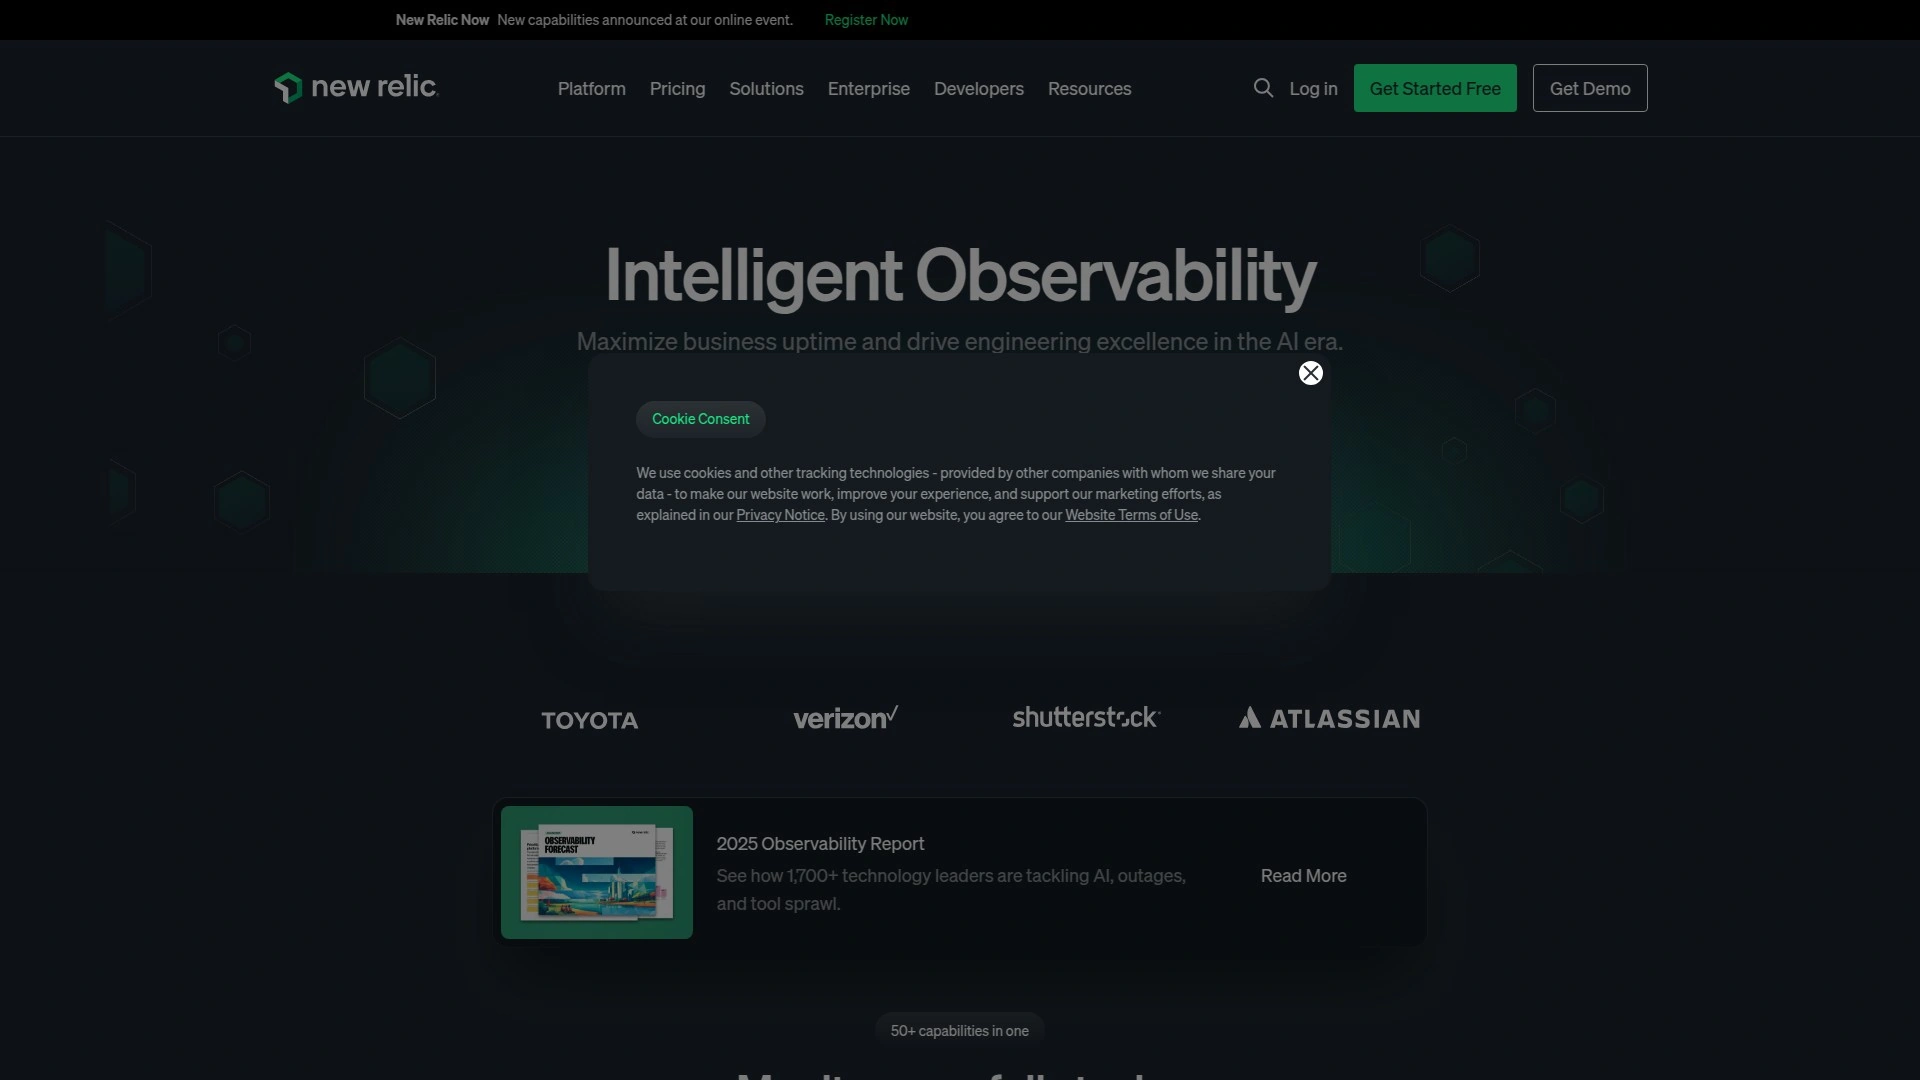 New Relic Now New capabilities announced at our online event. Register Now
new relic
Platform Pricing Solutions Enterprise Developers Resources
Log in Get Started Free Get Demo
Intelligent Observability
Maximize business uptime and drive engineering excellence in the AI era.
Cookie Consent
We use cookies and other tracking technologies - provided by other companies with whom we share your
data - to make our website work, improve your experience, and support our marketing efforts, as
explained in our Privacy Notice. By using our website, you agree to our Website Terms of Use.
TOYOTA verizon shutterstock ATLASSIAN
OBSERVABILITY
FORECAST
2025 Observability Report
See how 1,700+ technology leaders are tackling AI, outages,
and tool sprawl.
Read More
50+ capabilities in one